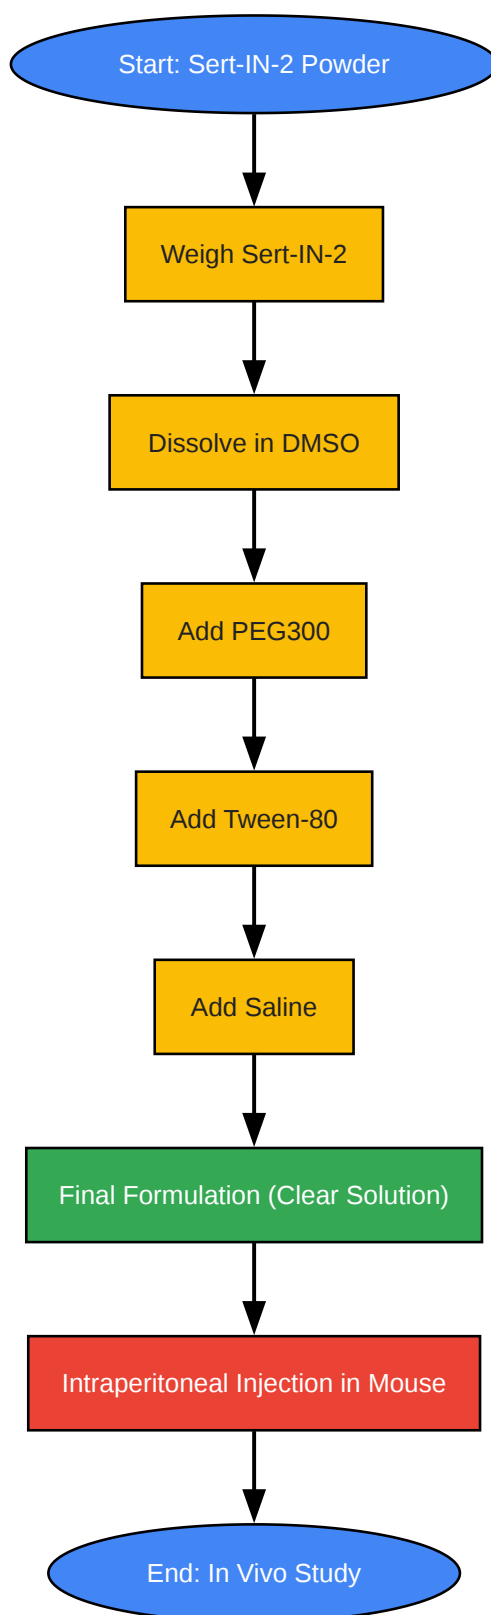 Start: Sert-IN-2 Powder
Weigh Sert-IN-2
Dissolve in DMSO
Add PEG300
Add Tween-80
Add Saline
Final Formulation (Clear Solution)
Intraperitoneal Injection in Mouse
End: In Vivo Study